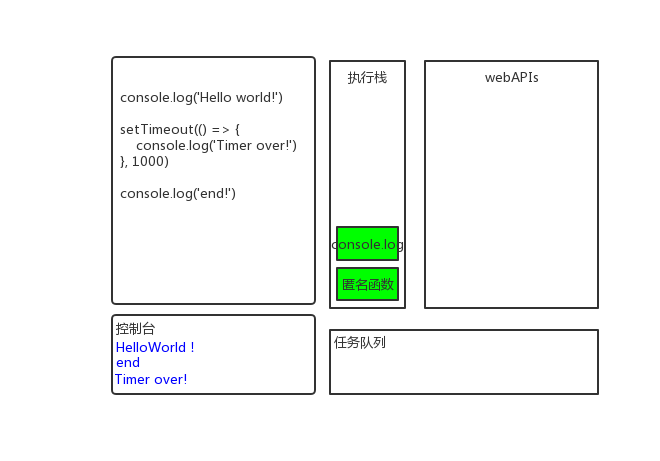 console.log('Hello world!')
setTimeout(() => {
console.log('Timer over!')
}, 1000)
console.log('end!')
执行栈
console.log
匿名函数
webAPIs
控制台
HelloWorld !
end
Timer over!
任务队列